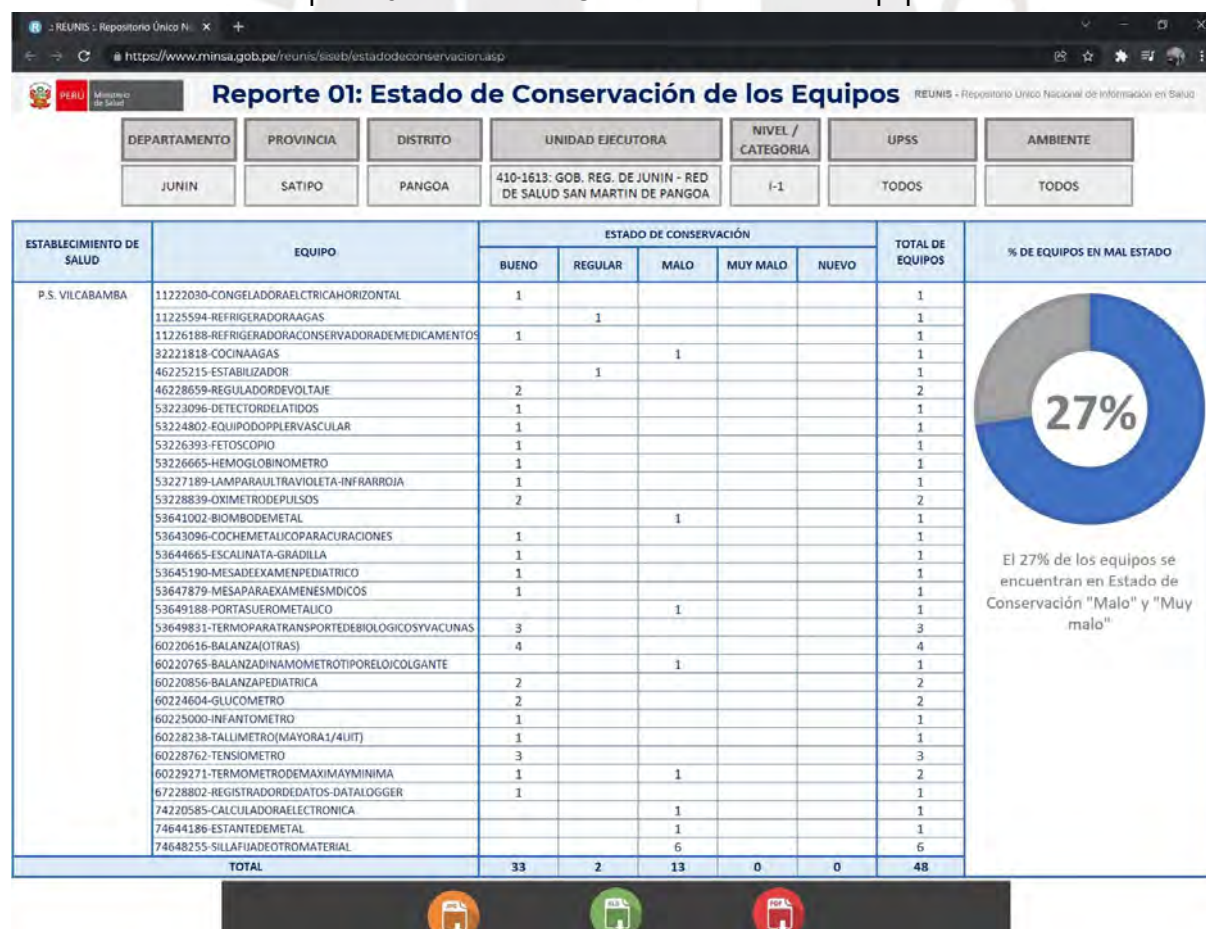 .: REUNIS :. Repositorio Único N
https://www.minsa.gob.pe/reunis/siseb/estadodeconservacion.asp
PERÚ Ministerio de Salud
Reporte 01: Estado de Conservación de los Equipos
REUNIS - Repositorio Único Nacional de Información en Salud
DEPARTAMENTO PROVINCIA DISTRITO UNIDAD EJECUTORA NIVEL / CATEGORIA UPSS AMBIENTE
JUNIN SATIPO PANGOA 410-1613: GOB. REG. DE JUNIN - RED DE SALUD SAN MARTIN DE PANGOA I-1 TODOS TODOS
ESTABLECIMIENTO DE SALUD EQUIPO ESTADO DE CONSERVACIÓN TOTAL DE EQUIPOS % DE EQUIPOS EN MAL ESTADO
BUENO REGULAR MALO MUY MALO NUEVO
P.S. VILCABAMBA 11222030-CONGELADORAELCTRICAHORIZONTAL 1 1
11225594-REFRIGERADORAAGAS 1 1
11226188-REFRIGERADORACONSERVADORADEMEDICAMENTOS 1 1
32221818-COCINAAGAS 1 1
46225215-ESTABILIZADOR 1 1
46228659-REGULADORDEVOLTAJE 2 2
53223096-DETECTORDELATIDOS 1 1
53224802-EQUIPODOPPLERVASCULAR 1 1
53226393-FETOSCOPIO 1 1
53226665-HEMOGLOBINOMETRO 1 1
53227189-LAMPARAULTRAVIOLETA-INFRARROJA 1 1
53228839-OXIMETRODEPULSOS 2 2
53641002-BIOMBODEMETAL 1 1
53643096-COCHEMETALICOPARACURACIONES 1 1
53644665-ESCALINATA-GRADILLA 1 1
53645190-MESADEEXAMENPEDIATRICO 1 1
53647879-MESAPARAEXAMENESMDICOS 1 1
53649188-PORTASUEROMETALICO 1 1
53649831-TERMOPARATRANSPORTEDEBIOLOGICOSYVACUNAS 3 3
60220616-BALANZA(OTRAS) 4 4
60220765-BALANZADINAMOMETROTIPORELOJCOLGANTE 1 1
60220856-BALANZAPEDIATRICA 2 2
60224604-GLUCOMETRO 2 2
60225000-INFANTOMETRO 1 1
60228238-TALLIMETRO(MAYORA1/4UIT) 1 1
60228762-TENSIOMETRO 3 3
60229271-TERMOMETRODEMAXIMAYMINIMA 1 1 2
67228802-REGISTRADORDEDATOS-DATALOGGER 1 1
74220585-CALCULADORAELECTRONICA 1 1
74644186-ESTANTEDEMETAL 1 1
74648255-SILLAFIJADEOTROMATERIAL 6 6
TOTAL 33 2 13 0 0 48
27%
El 27% de los equipos se
encuentran en Estado de
Conservación "Malo" y "Muy
malo"